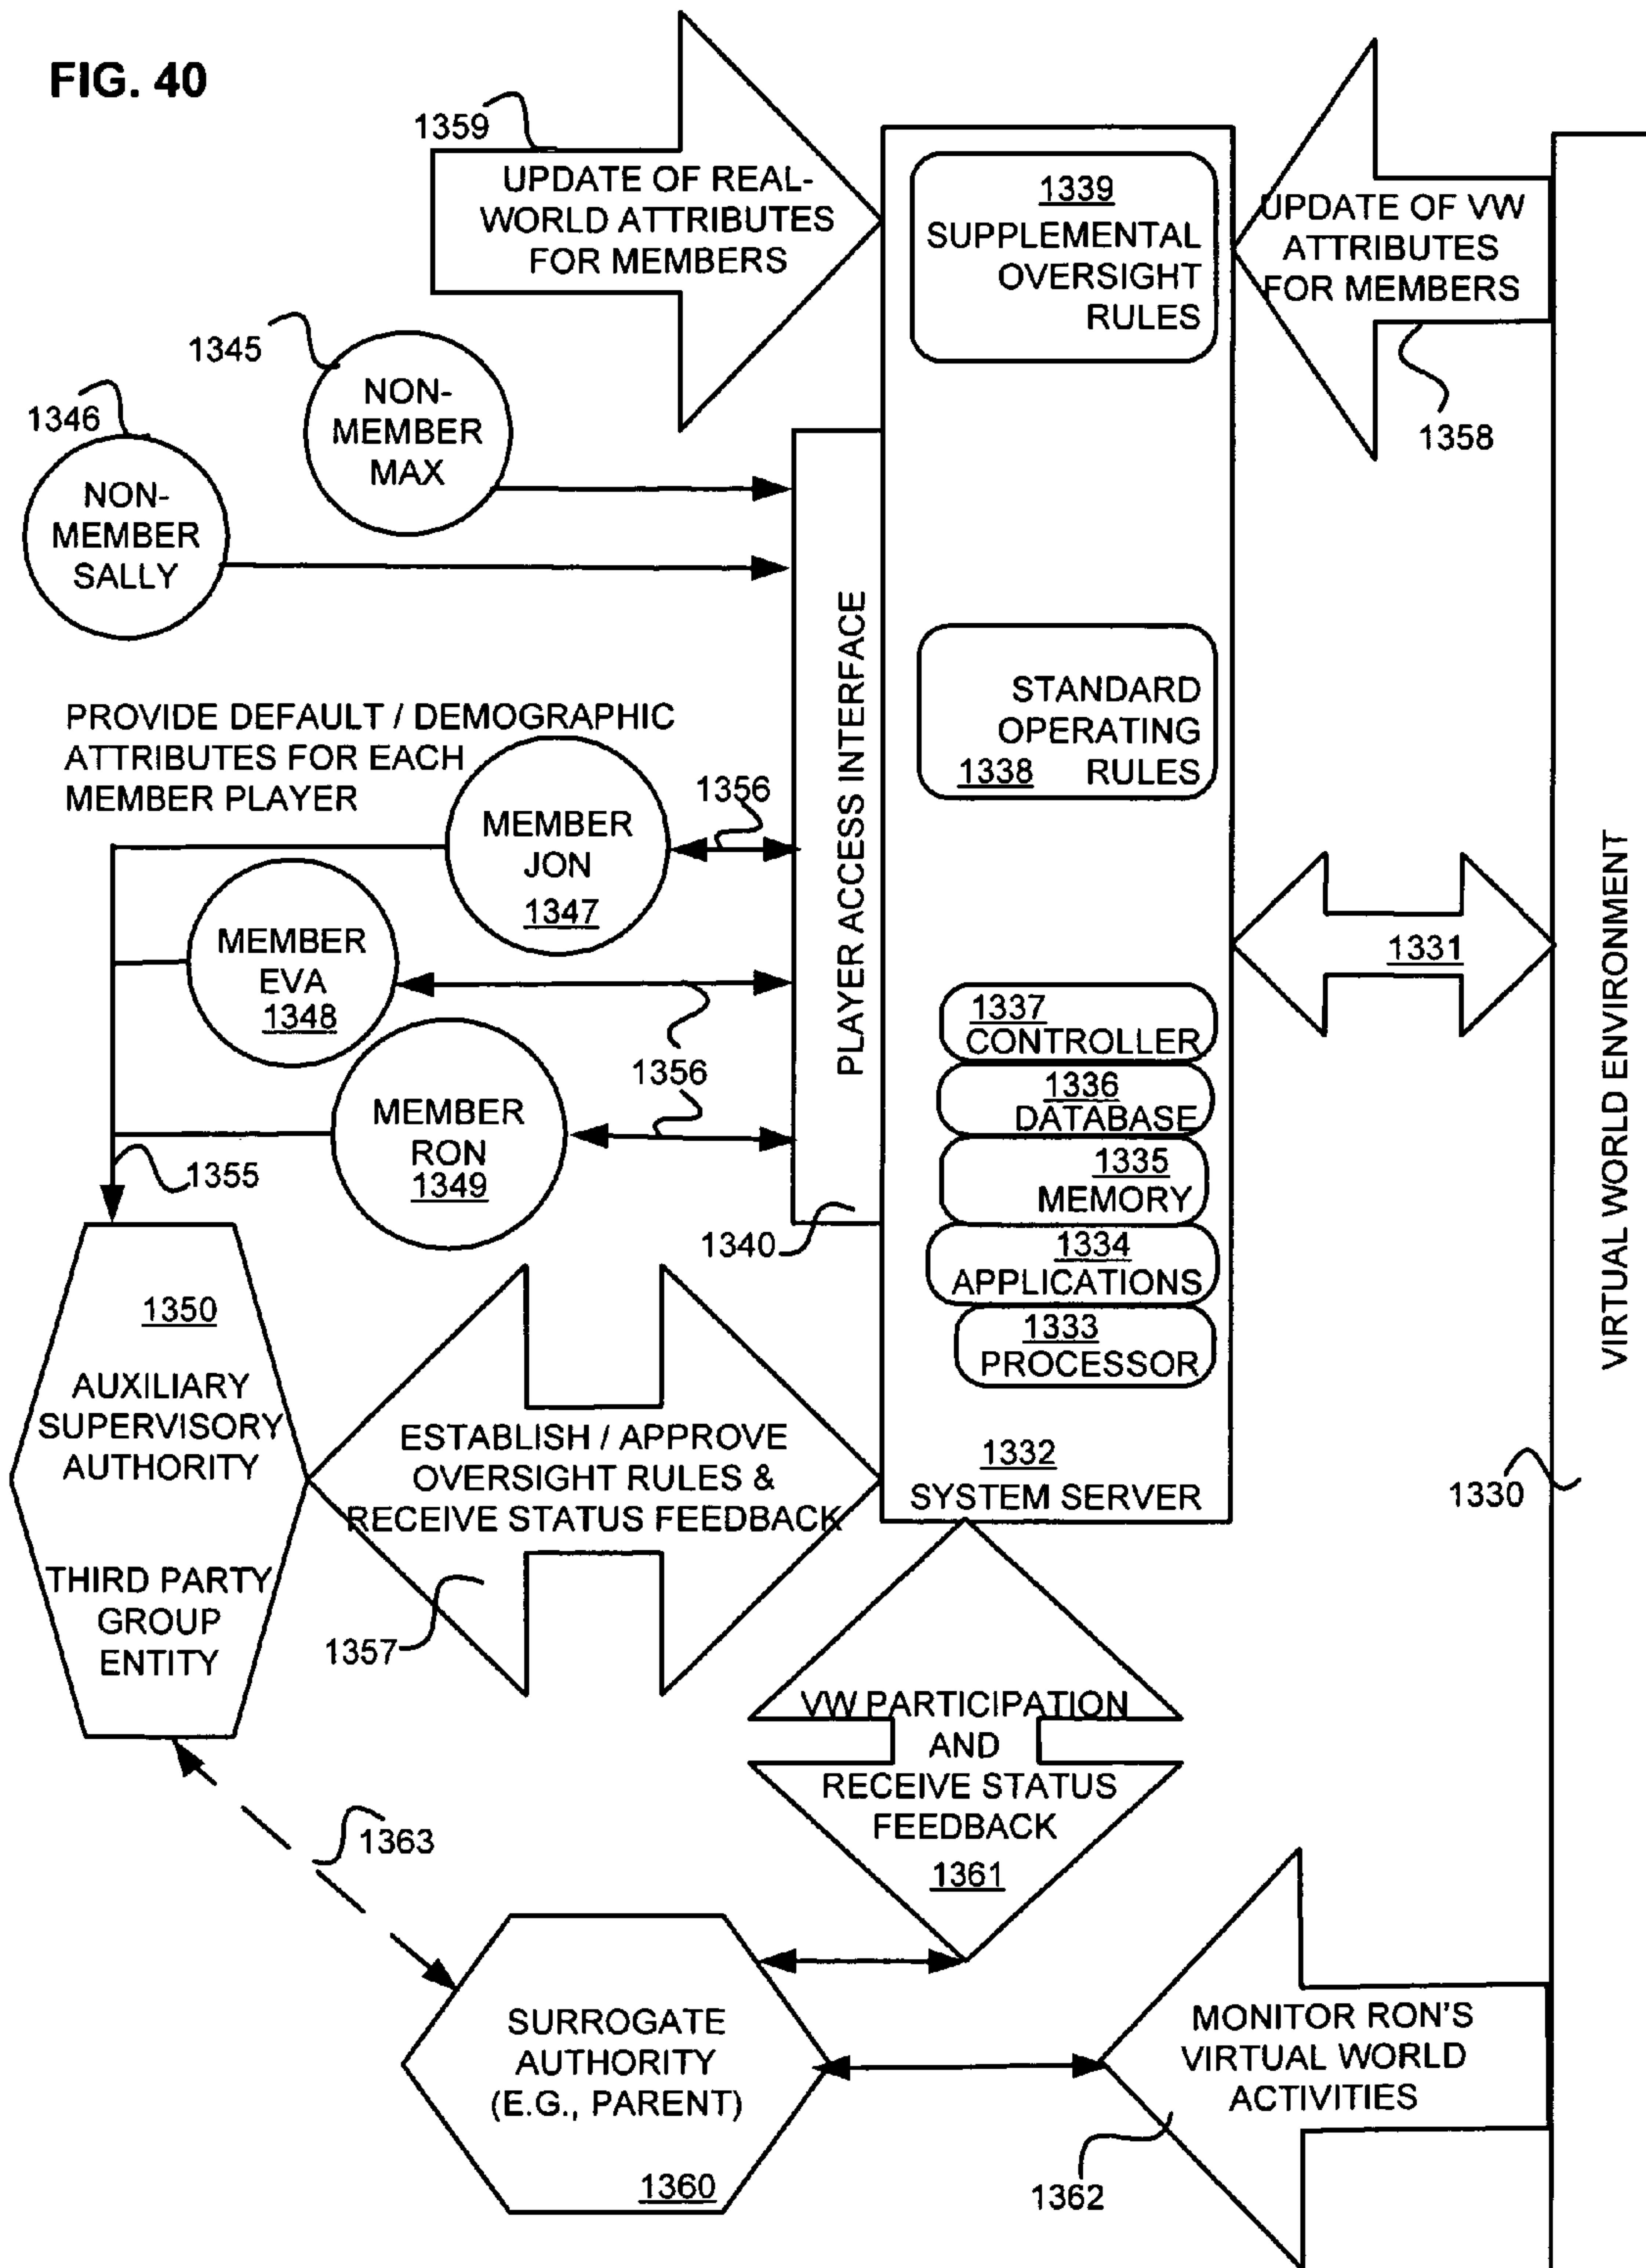 FIG. 40
1359
UPDATE OF REAL-
WORLD ATTRIBUTES
FOR MEMBERS
1339
SUPPLEMENTAL
OVERSIGHT
RULES
UPDATE OF VW
ATTRIBUTES
FOR MEMBERS
1358
1345
NON-
MEMBER
MAX
1346
NON-
MEMBER
SALLY
PLAYER ACCESS INTERFACE
STANDARD
OPERATING
1338 RULES
PROVIDE DEFAULT / DEMOGRAPHIC
ATTRIBUTES FOR EACH
MEMBER PLAYER
MEMBER
JON
1347
1356
MEMBER
EVA
1348
1356
MEMBER
RON
1349
1355
1340
1331
VIRTUAL WORLD ENVIRONMENT
1337
CONTROLLER
1336
DATABASE
1335
MEMORY
1334
APPLICATIONS
1333
PROCESSOR
1332
SYSTEM SERVER
1330
1350
AUXILIARY
SUPERVISORY
AUTHORITY
THIRD PARTY
GROUP
ENTITY
ESTABLISH / APPROVE
OVERSIGHT RULES &
RECEIVE STATUS FEEDBACK
1357
VW PARTICIPATION
AND
RECEIVE STATUS
FEEDBACK
1361
1363
SURROGATE
AUTHORITY
(E.G., PARENT)
1360
MONITOR RON'S
VIRTUAL WORLD
ACTIVITIES
1362